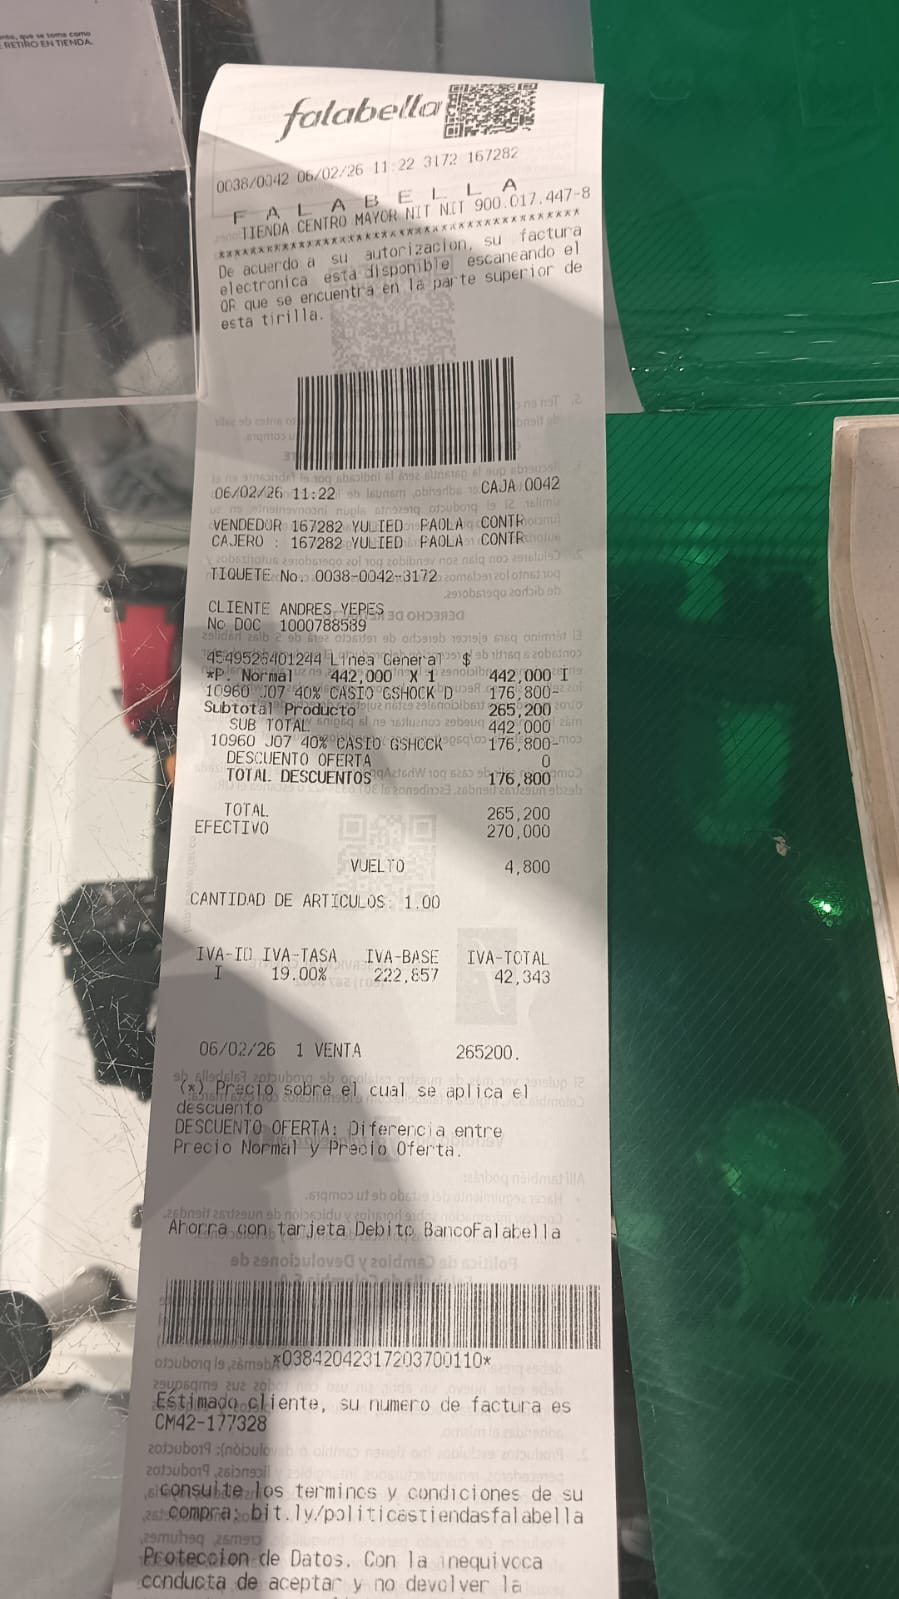 RETIRO EN TIENDA.
falabella
0038/0042 06/02/26 11:22 3172 167282
F A L A B E L L A
TIENDA CENTRO MAYOR NIT NIT 900.017.447-8
****************************************
De acuerdo a su autorizacion, su factura
electronica esta disponible escaneando el
QR que se encuentra en la parte superior de
esta tirilla.
06/02/26 11:22 CAJA 0042
VENDEDOR 167282 YULIED PAOLA CONTR
CAJERO : 167282 YULIED PAOLA CONTR
TIQUETE No. 0038-0042-3172
CLIENTE ANDRES YEPES
No DOC 1000788589
4549526401244 Linea General $
*P. Normal 442,000 X 1 442,000 I
10960 J07 40% CASIO GSHOCK D 176,800-
Subtotal Producto 265,200
SUB TOTAL 442,000
10960 J07 40% CASIO GSHOCK 176,800-
DESCUENTO OFERTA 0
TOTAL DESCUENTOS 176,800
TOTAL 265,200
EFECTIVO 270,000
VUELTO 4,800
CANTIDAD DE ARTICULOS: 1.00
IVA-ID IVA-TASA IVA-BASE IVA-TOTAL
I 19.00% 222,857 42,343
06/02/26 1 VENTA 265200.
(*) Precio sobre el cual se aplica el
descuento
DESCUENTO OFERTA: Diferencia entre
Precio Normal y Precio Oferta.
Ahorra con tarjeta Debito BancoFalabella
*03842042317203700110*
Estimado cliente, su numero de factura es
CM42-177328
consulte los terminos y condiciones de su
compra: bit.ly/politicastiendasfalabella
Proteccion de Datos. Con la inequivoca
conducta de aceptar y no devolver la